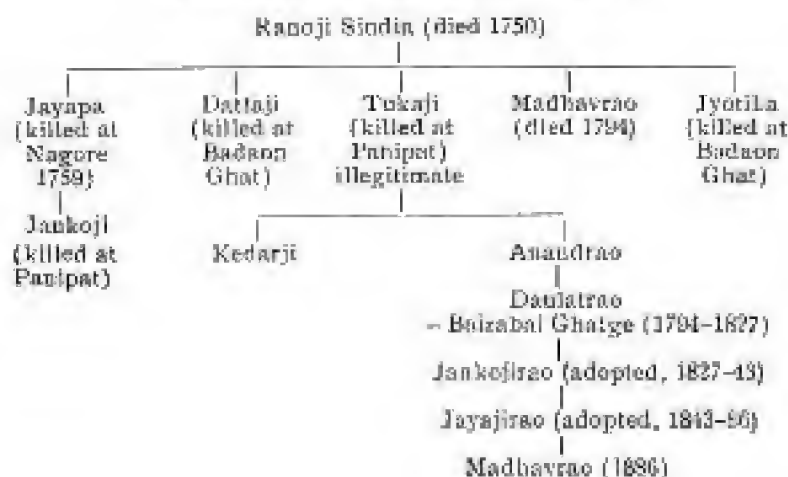 Ranoji Sindia (died 1750)
Jayapa Dattaji Tukaji Madhavrao Jyotiba
(killed at (killed at (killed at (died 1794) (killed at
Nagore Badaon Panipat) Badaon
1759) Ghat) illegitimate Ghat)
Jankoji
(killed at Kedarji Anandrao
Panipat)
Daulatrao
– Baizabai Ghatge (1794–1827)
Jankojirao (adopted, 1827–43)
Jayajirao (adopted, 1843–86)
Madhavrao (1886)